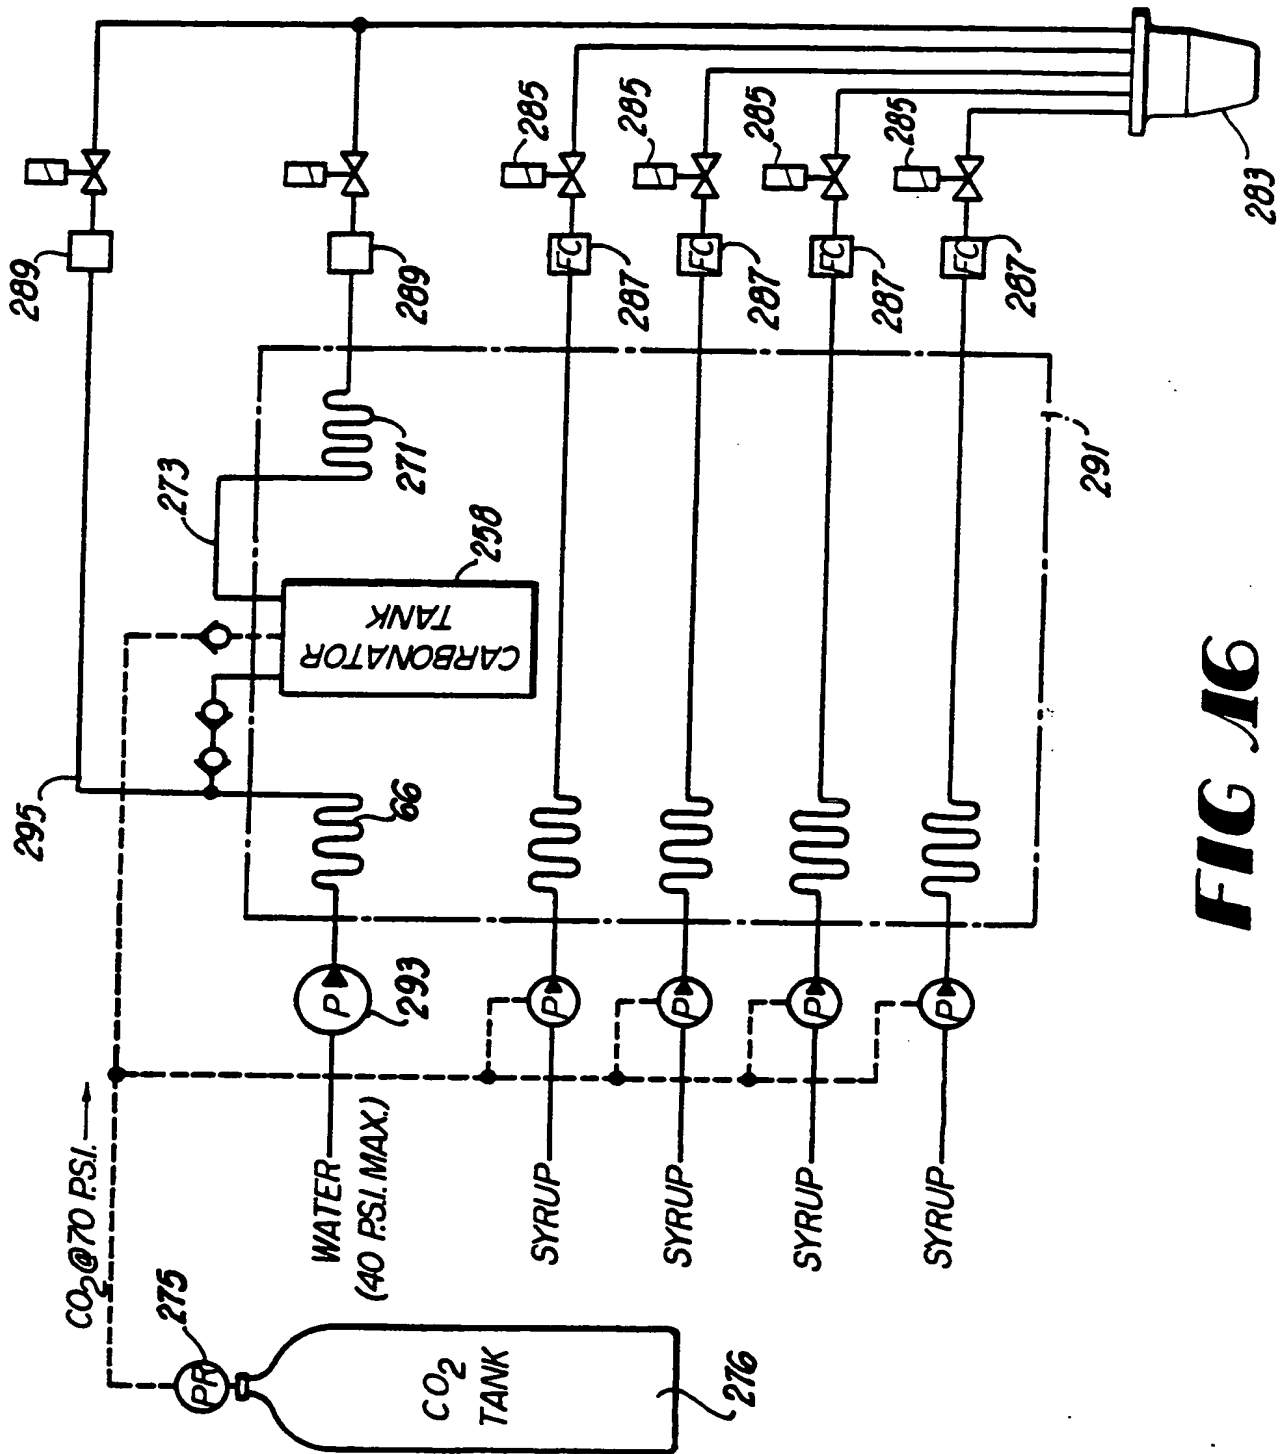 CO2@70 P.S.I.
275
PR
CO2
TANK
276
WATER
(40 P.S.I. MAX.)
SYRUP
SYRUP
SYRUP
SYRUP
P
293
P
P
P
P
295
66
CARBONATOR
TANK
258
273
271
291
289
289
FC
287
FC
287
FC
287
FC
287
285
285
285
285
283
FIG 16